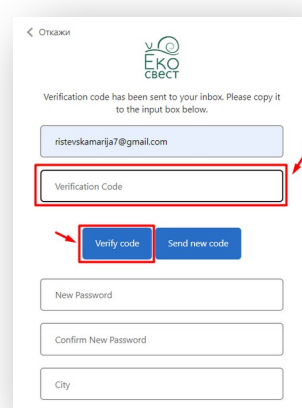 Откажи
ЕКО
СВЕСТ
Verification code has been sent to your inbox. Please copy it
to the input box below.
ristevskamarija7@gmail.com
Verification Code
Verify code
Send new code
New Password
Confirm New Password
City